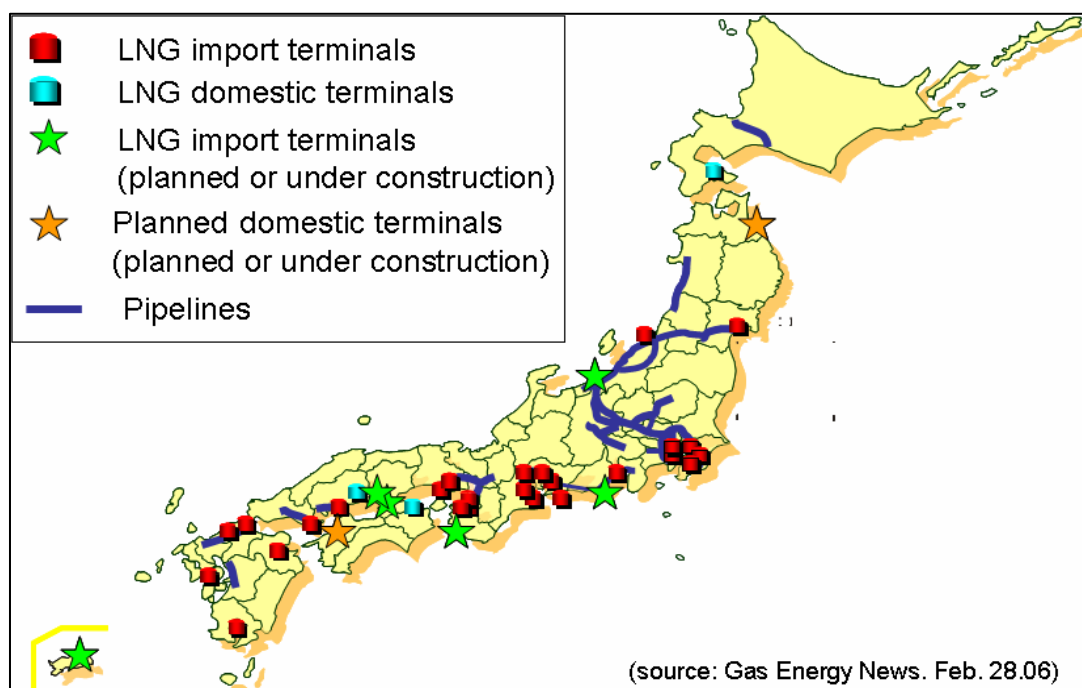 LNG import terminals
LNG domestic terminals
LNG import terminals
(planned or under construction)
Planned domestic terminals
(planned or under construction)
Pipelines
(source: Gas Energy News. Feb. 28.06)